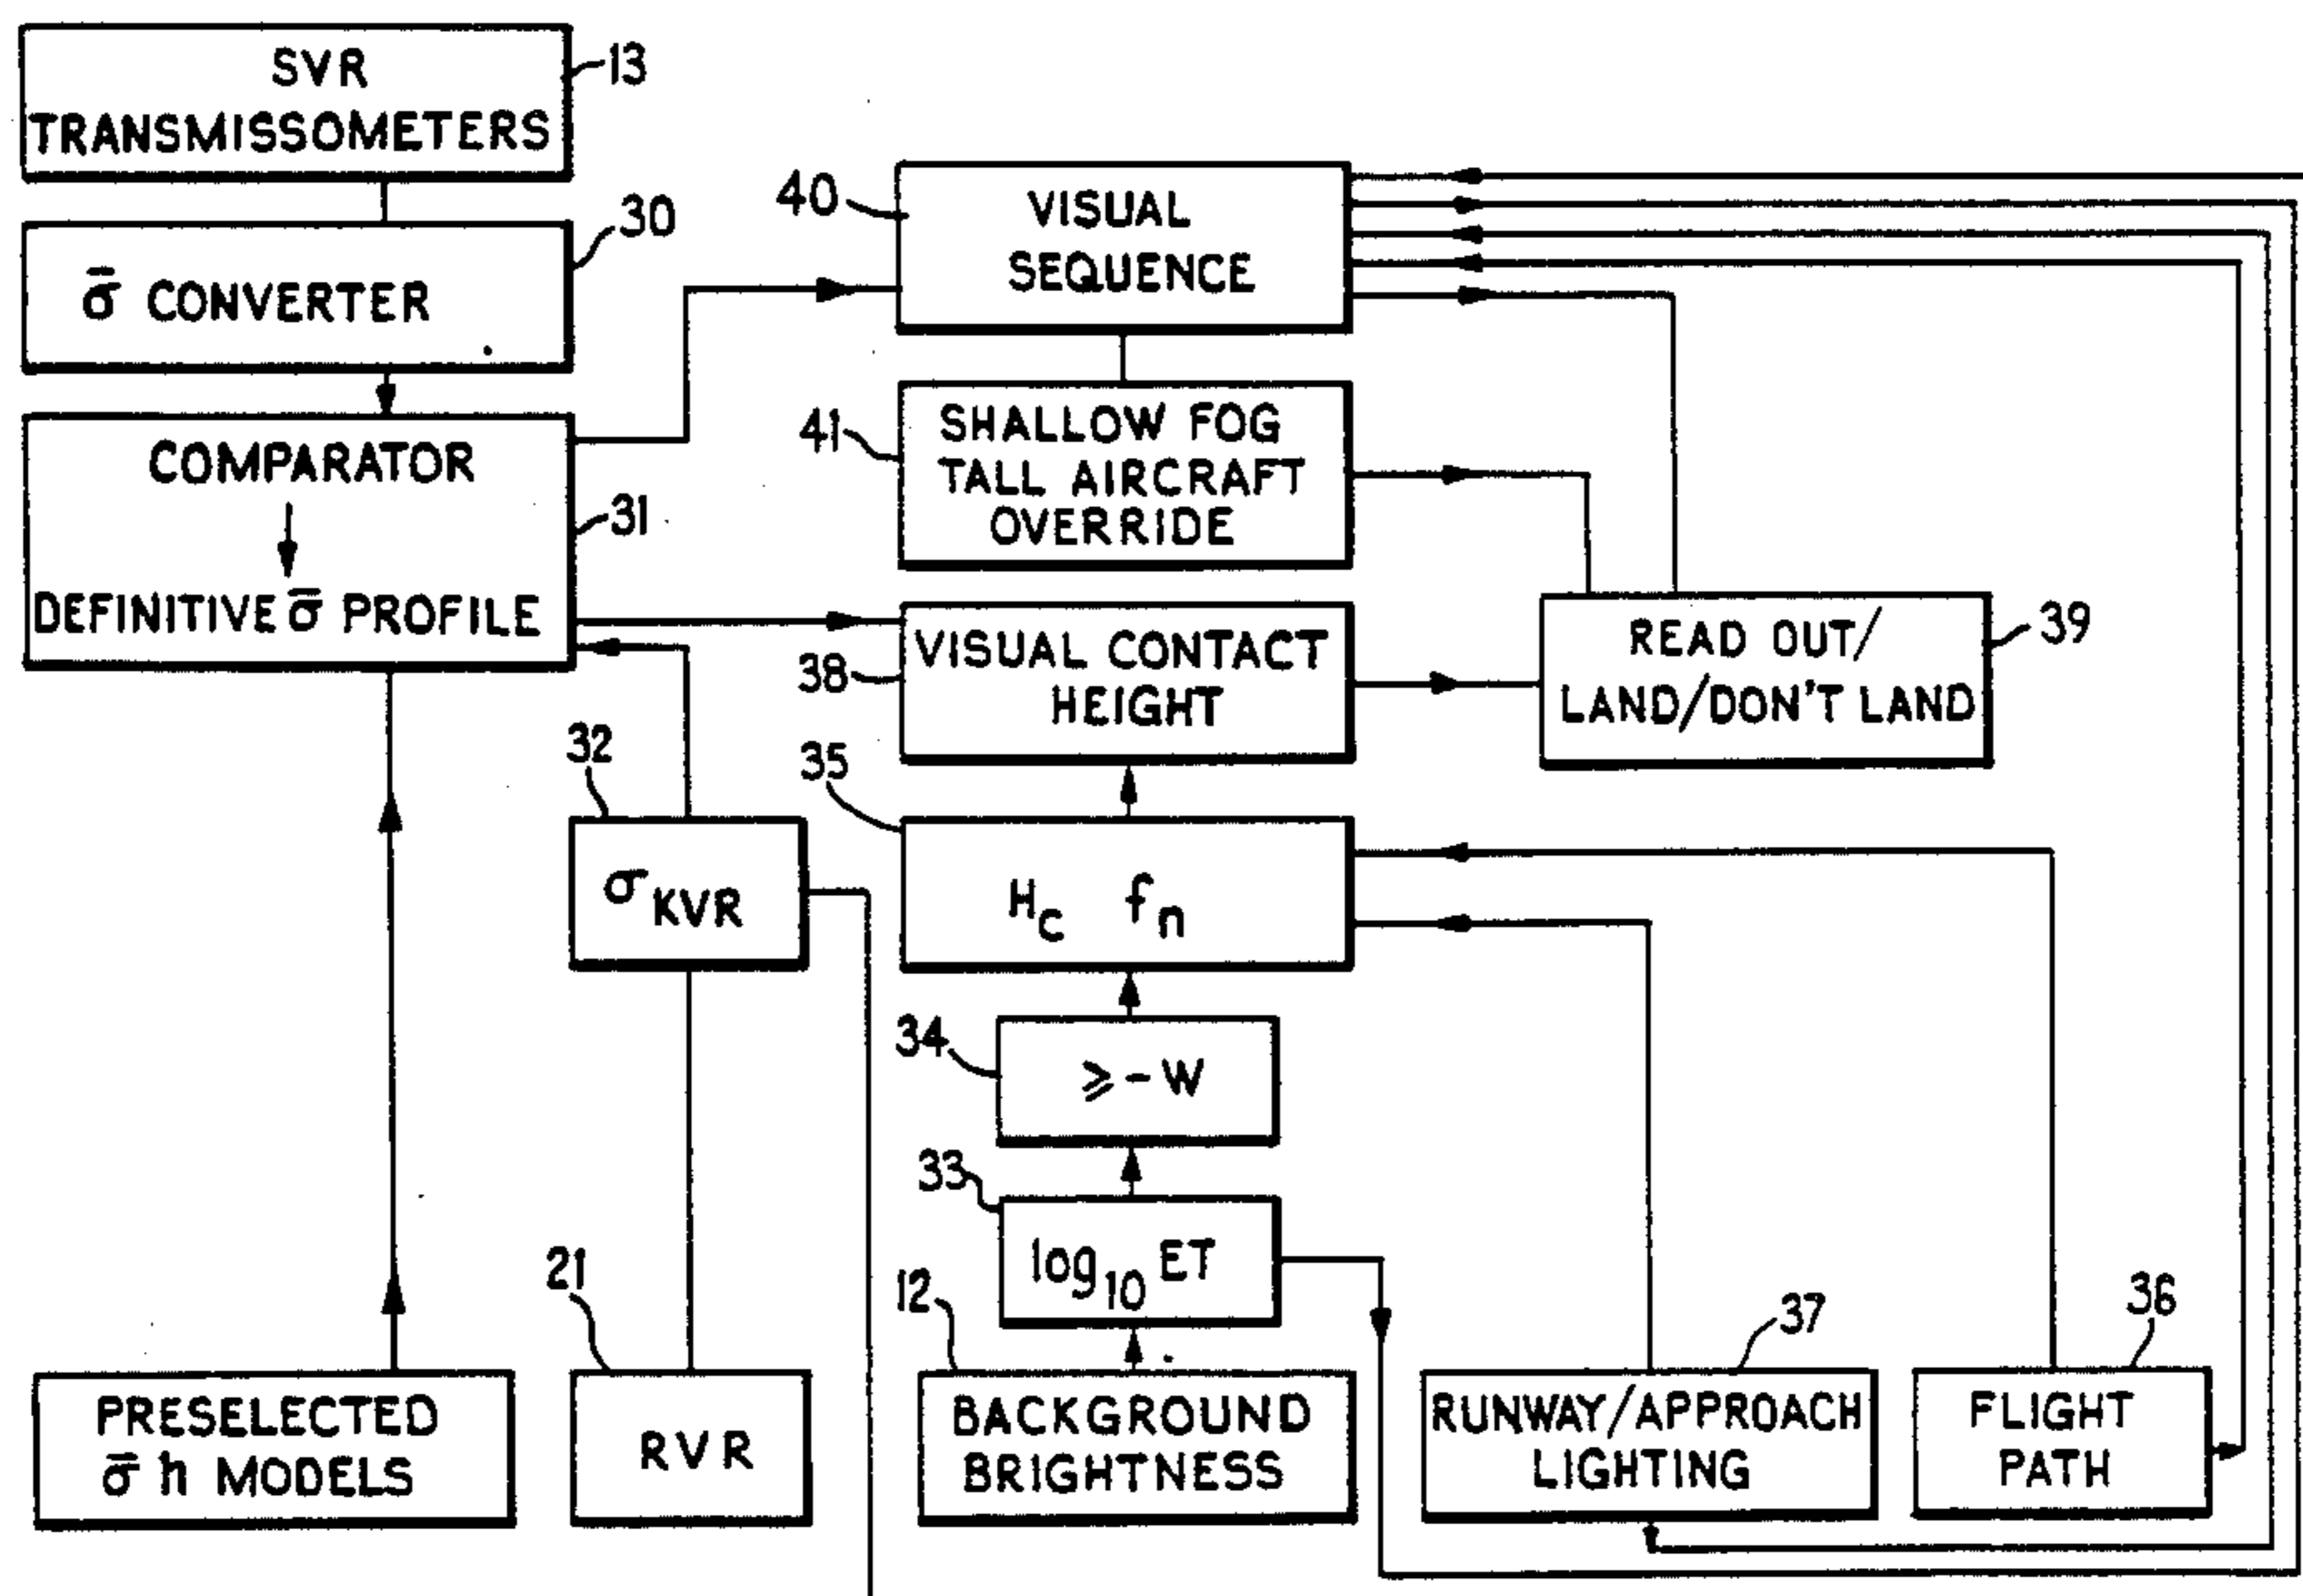 SVR
TRANSMISSOMETERS
13
σ̄ CONVERTER
30
COMPARATOR
DEFINITIVE σ̄ PROFILE
31
40
VISUAL
SEQUENCE
41
SHALLOW FOG
TALL AIRCRAFT
OVERRIDE
38
VISUAL CONTACT
HEIGHT
READ OUT/
LAND/DON'T LAND
39
32
σKVR
35
Hc fn
34
⩾-W
33
log10 ET
PRESELECTED
σ̄ h MODELS
21
RVR
12
BACKGROUND
BRIGHTNESS
37
RUNWAY/APPROACH
LIGHTING
36
FLIGHT
PATH